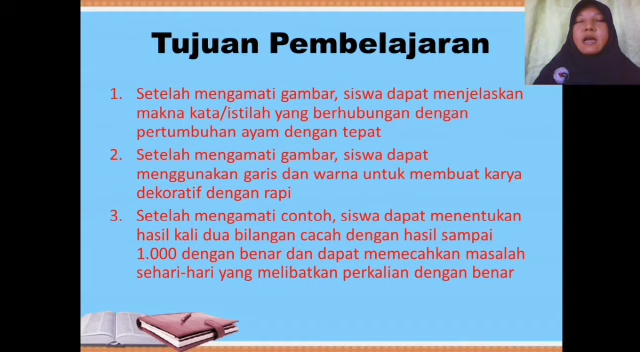 Tujuan Pembelajaran
1. Setelah mengamati gambar, siswa dapat menjelaskan
makna kata/istilah yang berhubungan dengan
pertumbuhan ayam dengan tepat
2. Setelah mengamati gambar, siswa dapat
menggunakan garis dan warna untuk membuat karya
dekoratif dengan rapi
3. Setelah mengamati contoh, siswa dapat menentukan
hasil kali dua bilangan cacah dengan hasil sampai
1.000 dengan benar dan dapat memecahkan masalah
sehari-hari yang melibatkan perkalian dengan benar